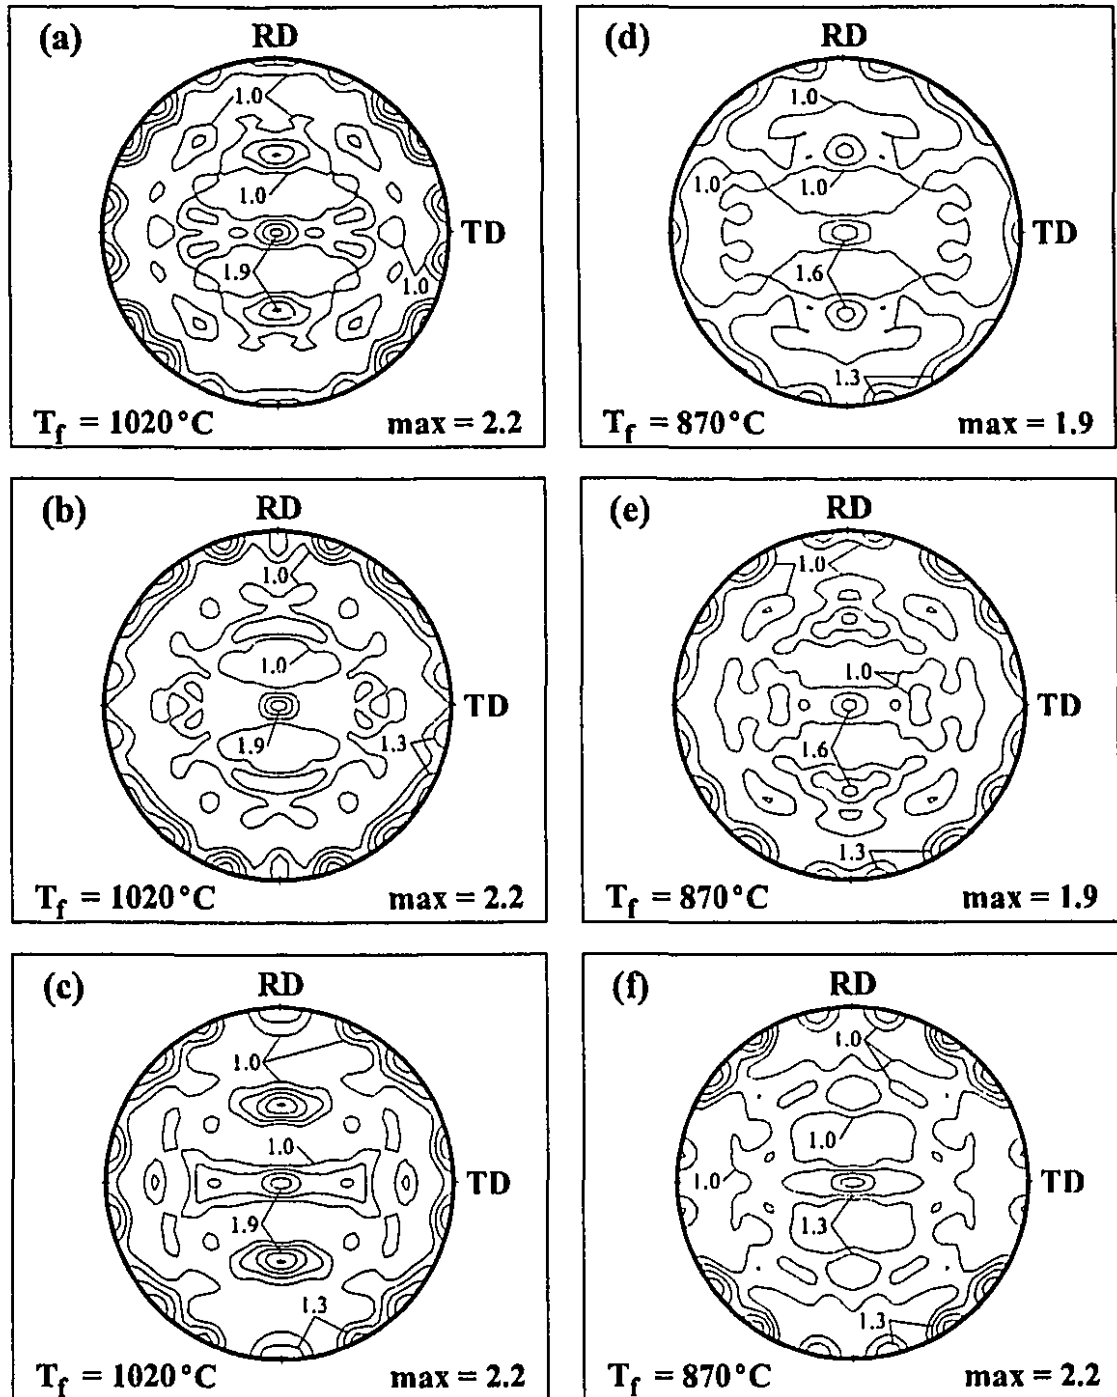 (a)
RD
1.0
1.0
TD
1.9
1.0
T_f = 1020°C max = 2.2
(d)
RD
1.0
1.0
1.0
TD
1.6
1.3
T_f = 870°C max = 1.9
(b)
RD
1.0
1.0
TD
1.9
1.3
T_f = 1020°C max = 2.2
(e)
RD
1.0
1.0
TD
1.6
1.3
T_f = 870°C max = 1.9
(c)
RD
1.0
1.0
TD
1.9
1.3
T_f = 1020°C max = 2.2
(f)
RD
1.0
1.0
1.0
TD
1.3
1.3
T_f = 870°C max = 2.2